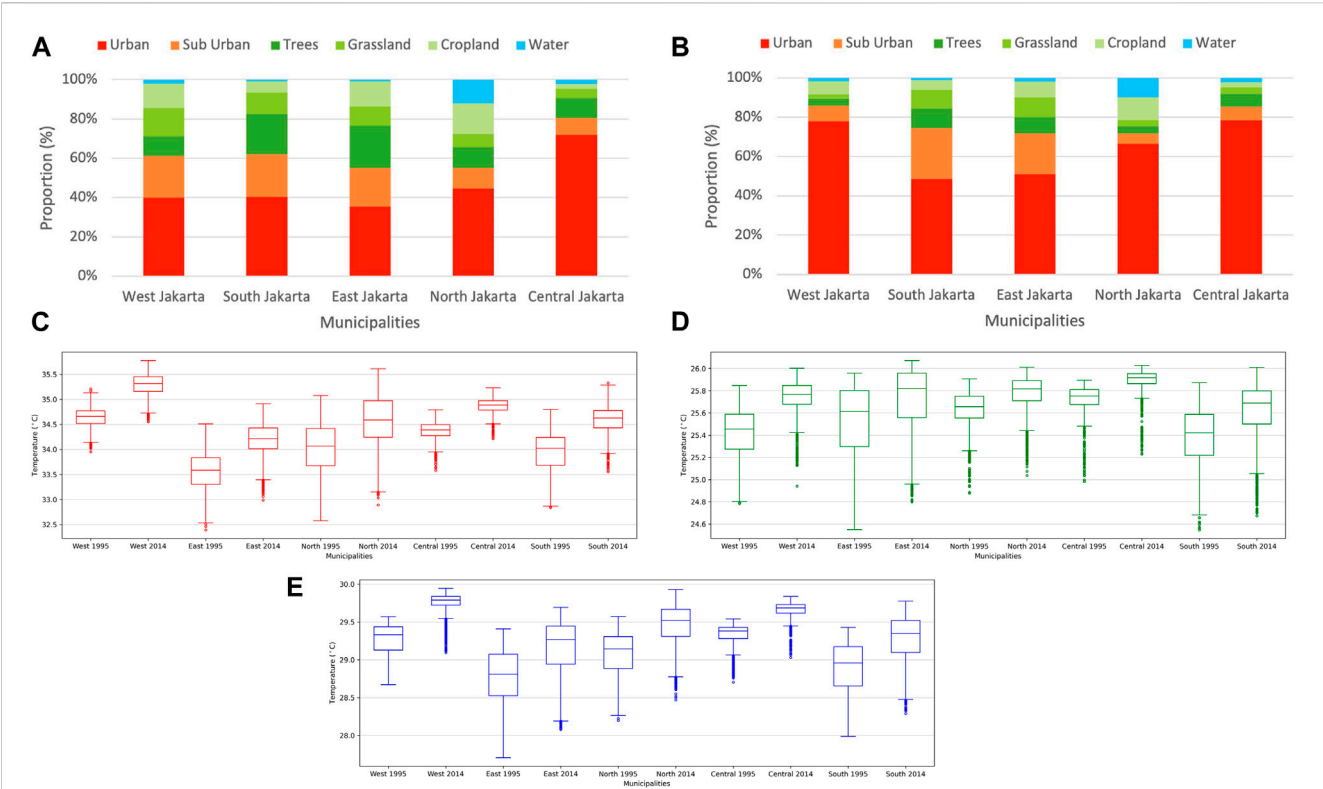 A
Urban Sub Urban Trees Grassland Cropland Water
Proportion (%)
100%
80%
60%
40%
20%
0%
West Jakarta South Jakarta East Jakarta North Jakarta Central Jakarta
Municipalities
B
Urban Sub Urban Trees Grassland Cropland Water
Proportion (%)
100%
80%
60%
40%
20%
0%
West Jakarta South Jakarta East Jakarta North Jakarta Central Jakarta
Municipalities
C
Temperature (°C)
35.5
35.0
34.5
34.0
33.5
33.0
32.5
West 1995 West 2014 East 1995 East 2014 North 1995 North 2014 Central 1995 Central 2014 South 1995 South 2014
Municipalities
D
Temperature (°C)
26.0
25.8
25.6
25.4
25.2
25.0
24.8
24.6
West 1995 West 2014 East 1995 East 2014 North 1995 North 2014 Central 1995 Central 2014 South 1995 South 2014
Municipalities
E
Temperature (°C)
30.0
29.5
29.0
28.5
28.0
West 1995 West 2014 East 1995 East 2014 North 1995 North 2014 Central 1995 Central 2014 South 1995 South 2014
Municipalities